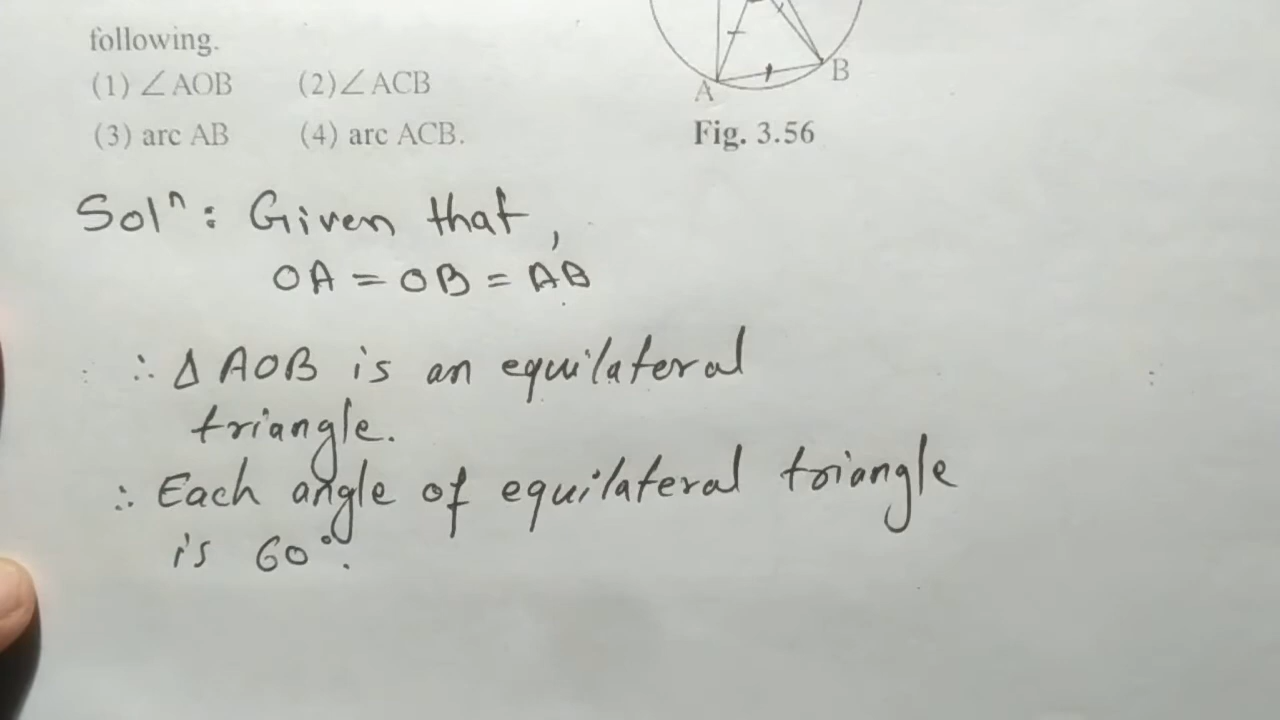 following.
(1) ∠AOB (2)∠ACB
(3) arc AB (4) arc ACB.
A
B
Fig. 3.56
Solⁿ : Given that,
OA = OB = AB
∴ Δ AOB is an equilateral
triangle.
∴ Each angle of equilateral triangle
is 60°.